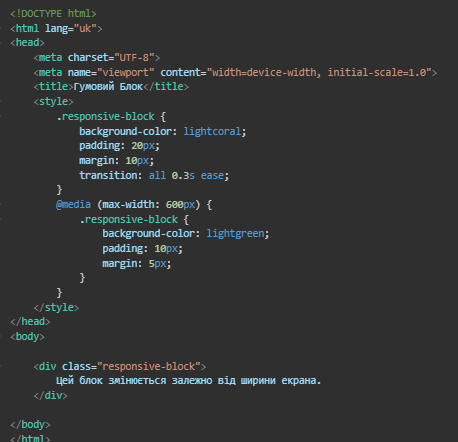 <!DOCTYPE html>
<html lang="uk">
<head>
    <meta charset="UTF-8">
    <meta name="viewport" content="width=device-width, initial-scale=1.0">
    <title>Гумовий Блок</title>
    <style>
        .responsive-block {
            background-color: lightcoral;
            padding: 20px;
            margin: 10px;
            transition: all 0.3s ease;
        }
        @media (max-width: 600px) {
            .responsive-block {
                background-color: lightgreen;
                padding: 10px;
                margin: 5px;
            }
        }
    </style>
</head>
<body>
    <div class="responsive-block">
        Цей блок змінюється залежно від ширини екрана.
    </div>
</body>
</html>